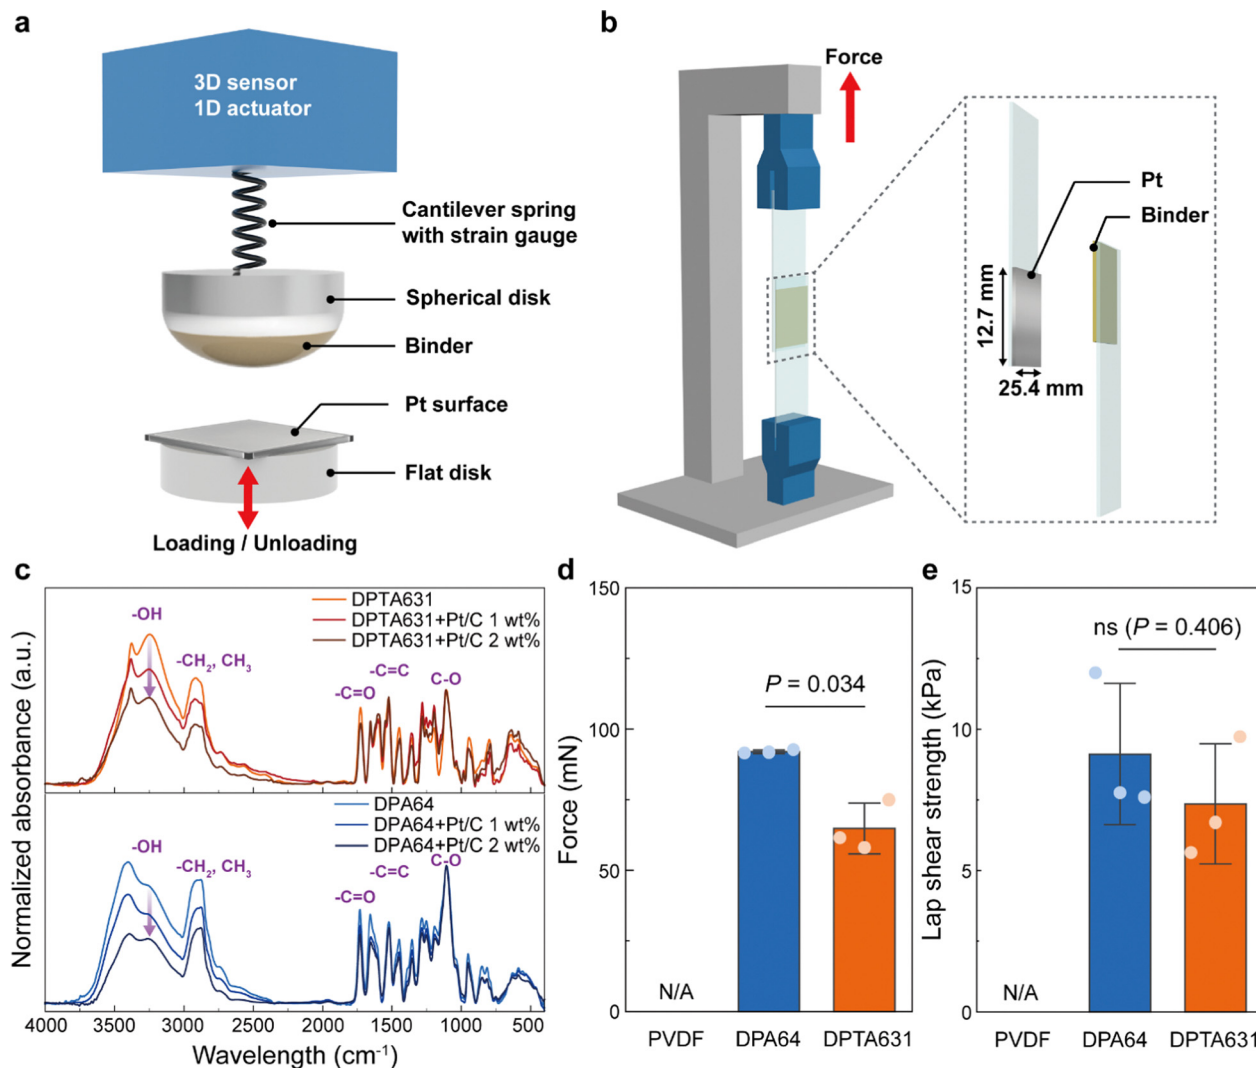 a
3D sensor
1D actuator
Cantilever spring
with strain gauge
Spherical disk
Binder
Pt surface
Flat disk
Loading / Unloading
b
Force
Pt
Binder
12.7 mm
25.4 mm
c
Normalized absorbance (a.u.)
-OH
-CH₂, CH₃
-C=O
-C=C
C-O
DPTA631
DPTA631+Pt/C 1 wt%
DPTA631+Pt/C 2 wt%
-OH
-CH₂, CH₃
-C=O
-C=C
C-O
DPA64
DPA64+Pt/C 1 wt%
DPA64+Pt/C 2 wt%
4000 3500 3000 2500 2000 1500 1000 500
Wavelength (cm⁻¹)
d
Force (mN)
150
100
50
0
P = 0.034
N/A
PVDF DPA64 DPTA631
e
Lap shear strength (kPa)
15
10
5
0
ns (P = 0.406)
N/A
PVDF DPA64 DPTA631